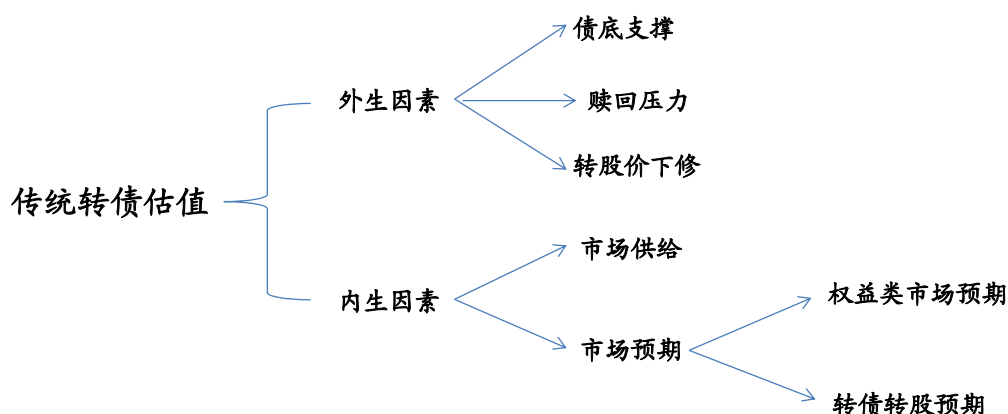 债底支撑
外生因素
赎回压力
转股价下修
传统转债估值
市场供给
内生因素
权益类市场预期
市场预期
转债转股预期